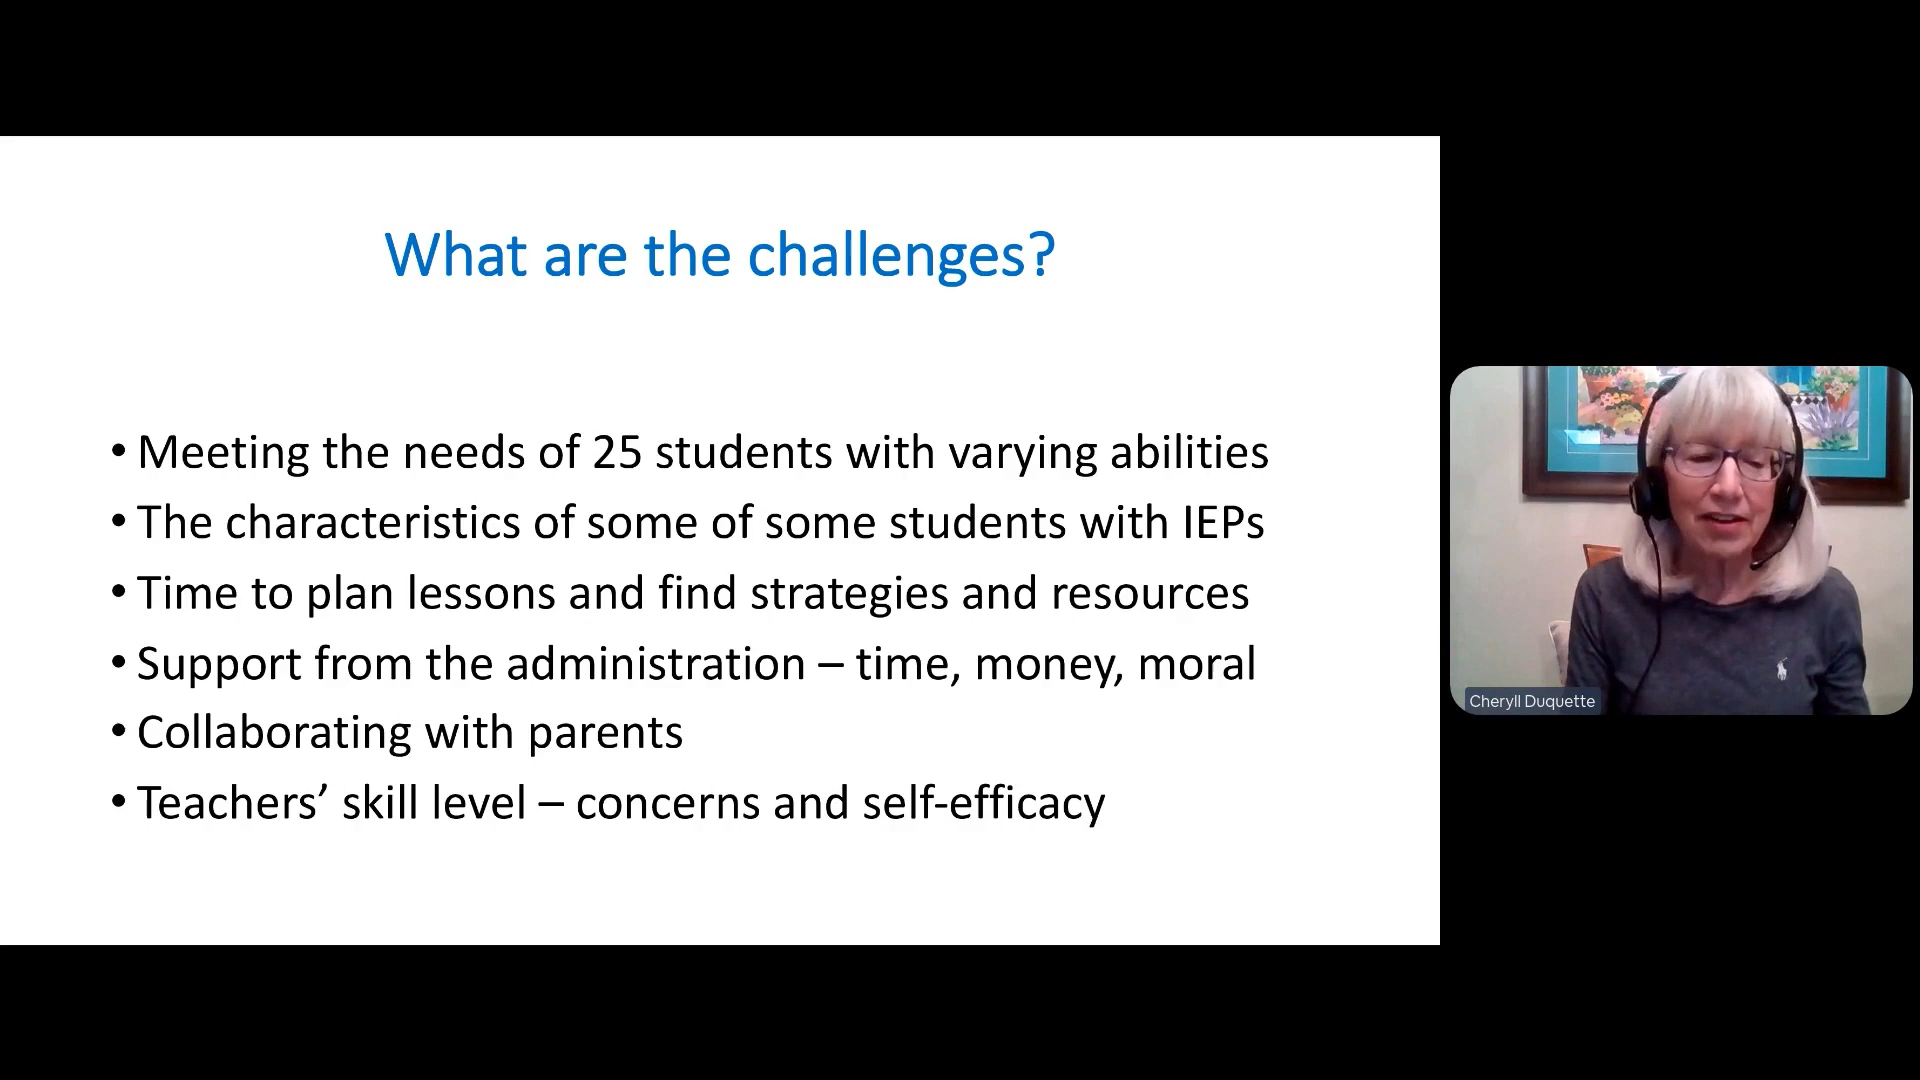 What are the challenges?
• Meeting the needs of 25 students with varying abilities
• The characteristics of some of some students with IEPs
• Time to plan lessons and find strategies and resources
• Support from the administration – time, money, moral
• Collaborating with parents
• Teachers’ skill level – concerns and self-efficacy
Cheryll Duquette